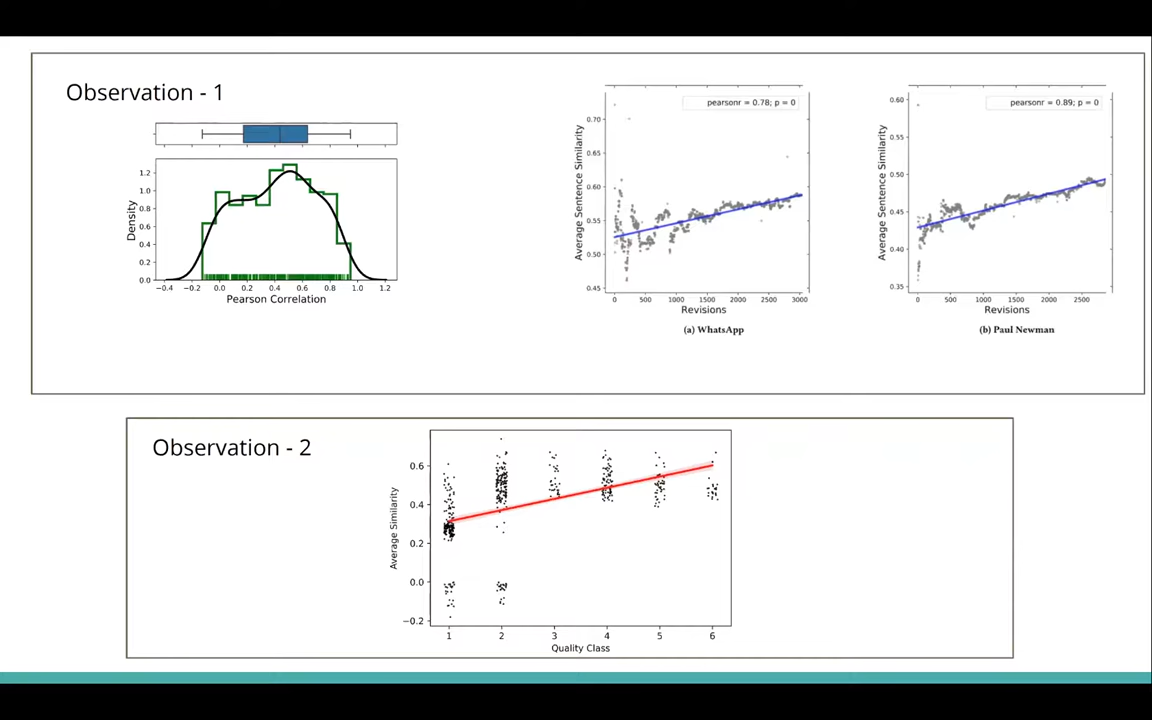 Observation - 1
1.2
1.0
0.8
0.6
0.4
0.2
0.0
Density
−0.4 −0.2 0.0 0.2 0.4 0.6 0.8 1.0 1.2
Pearson Correlation
pearsonr = 0.78; p = 0
0.70
0.65
0.60
0.55
0.50
0.45
Average Sentence Similarity
0 500 1000 1500 2000 2500 3000
Revisions
(a) WhatsApp
pearsonr = 0.89; p = 0
0.60
0.55
0.50
0.45
0.40
0.35
Average Sentence Similarity
0 500 1000 1500 2000 2500
Revisions
(b) Paul Newman
Observation - 2
0.6
0.4
0.2
0.0
−0.2
Average Similarity
1 2 3 4 5 6
Quality Class